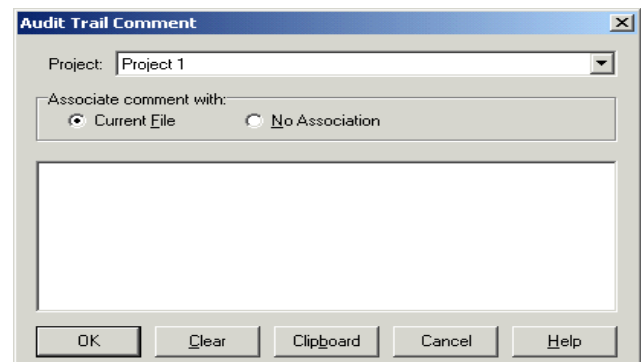 Audit Trail Comment
Project: Project 1
Associate comment with:
Current File No Association
OK Clear Clipboard Cancel Help